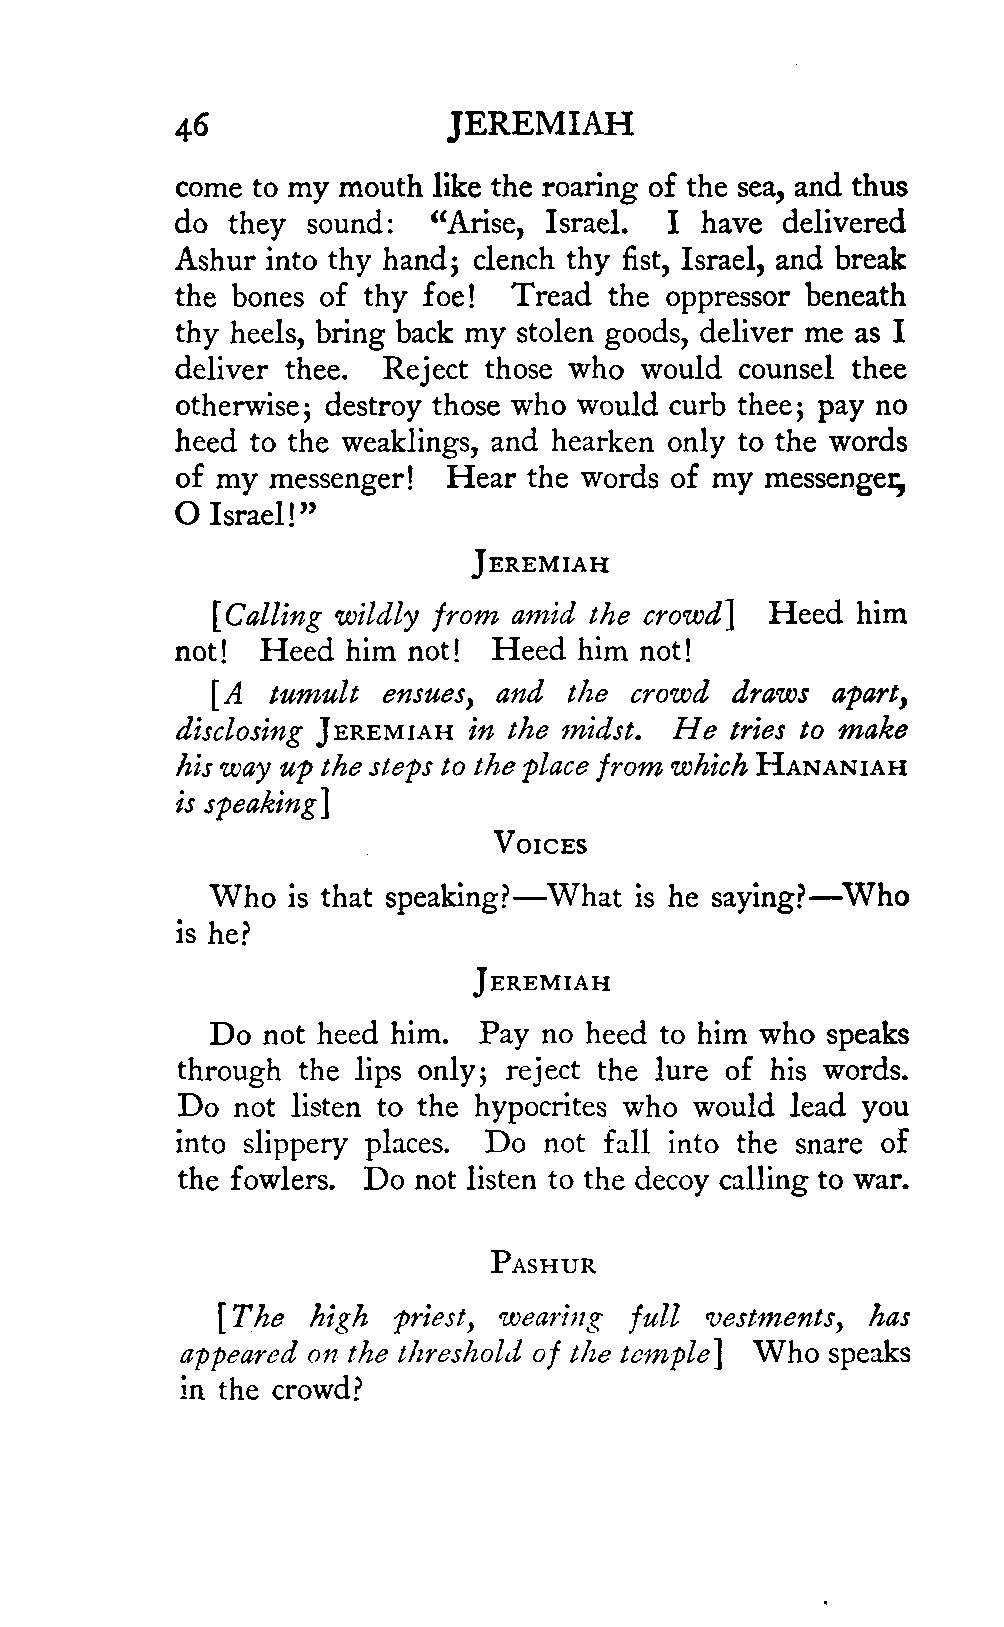 46 JEREMIAH
come to my mouth like the roaring of the sea, and thus
do they sound: “Arise, Israel. I have delivered
Ashur into thy hand; clench thy fist, Israel, and break
the bones of thy foe! Tread the oppressor beneath
thy heels, bring back my stolen goods, deliver me as I
deliver thee. Reject those who would counsel thee
otherwise; destroy those who would curb thee; pay no
heed to the weaklings, and hearken only to the words
of my messenger! Hear the words of my messenger,
O Israel!”
JEREMIAH
[Calling wildly from amid the crowd] Heed him
not! Heed him not! Heed him not!
[A tumult ensues, and the crowd draws apart,
disclosing JEREMIAH in the midst. He tries to make
his way up the steps to the place from which HANANIAH
is speaking]
VOICES
Who is that speaking?—What is he saying?—Who
is he?
JEREMIAH
Do not heed him. Pay no heed to him who speaks
through the lips only; reject the lure of his words.
Do not listen to the hypocrites who would lead you
into slippery places. Do not fall into the snare of
the fowlers. Do not listen to the decoy calling to war.
PASHUR
[The high priest, wearing full vestments, has
appeared on the threshold of the temple] Who speaks
in the crowd?